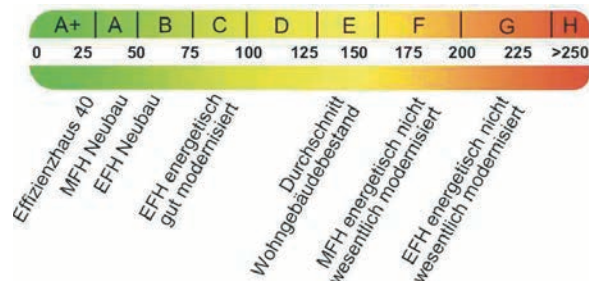 A+ A B C D E F G H
0 25 50 75 100 125 150 175 200 225 >250
Effizienzhaus 40
MFH Neubau
EFH Neubau
EFH energetisch
gut modernisiert
Durchschnitt
Wohngebäudebestand
MFH energetisch nicht
wesentlich modernisiert
EFH energetisch nicht
wesentlich modernisiert